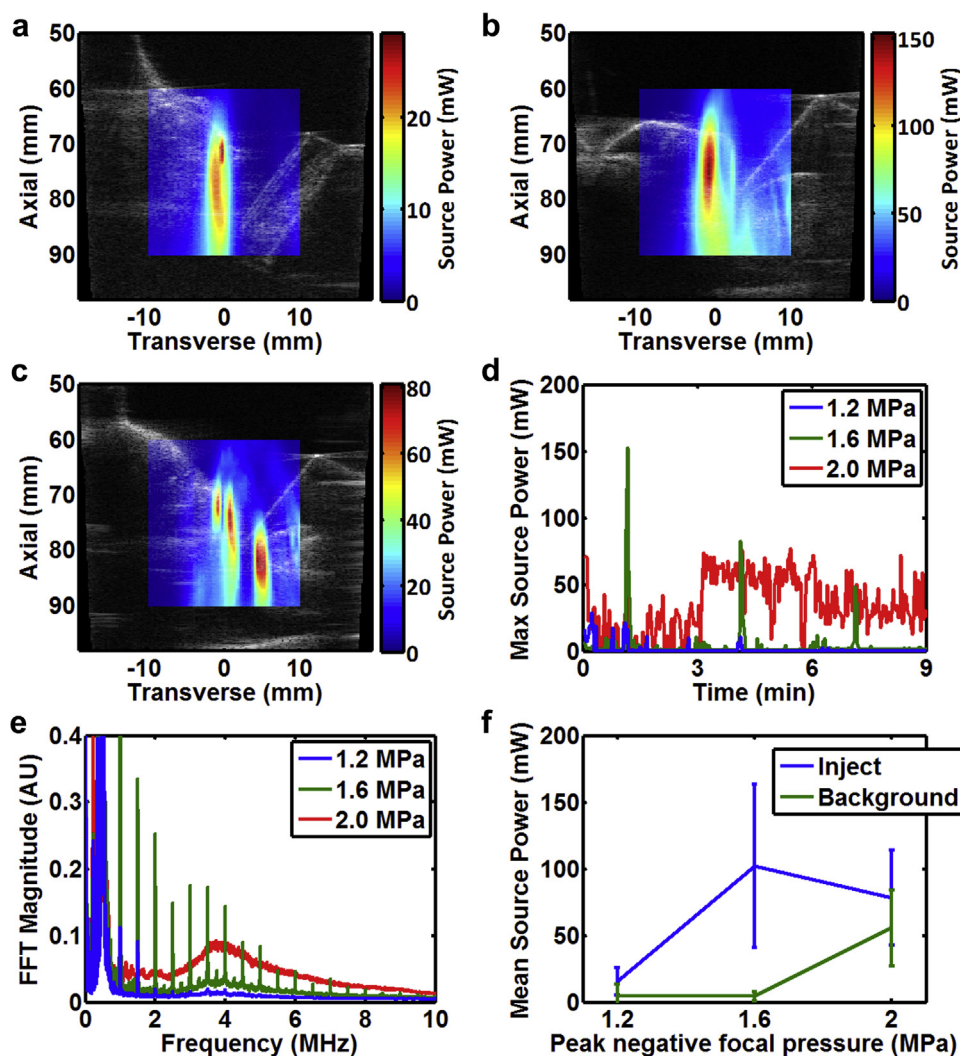 a
50
60
70
80
90
Axial (mm)
-10 0 10
Transverse (mm)
20
10
0
Source Power (mW)
b
50
60
70
80
90
Axial (mm)
-10 0 10
Transverse (mm)
150
100
50
0
Source Power (mW)
c
50
60
70
80
90
Axial (mm)
-10 0 10
Transverse (mm)
80
60
40
20
0
Source Power (mW)
d
200
150
100
50
0
Max Source Power (mW)
1.2 MPa
1.6 MPa
2.0 MPa
0 3 6 9
Time (min)
e
0.4
0.3
0.2
0.1
0
FFT Magnitude (AU)
1.2 MPa
1.6 MPa
2.0 MPa
0 2 4 6 8 10
Frequency (MHz)
f
200
150
100
50
0
Mean Source Power (mW)
Inject
Background
1.2 1.6 2
Peak negative focal pressure (MPa)